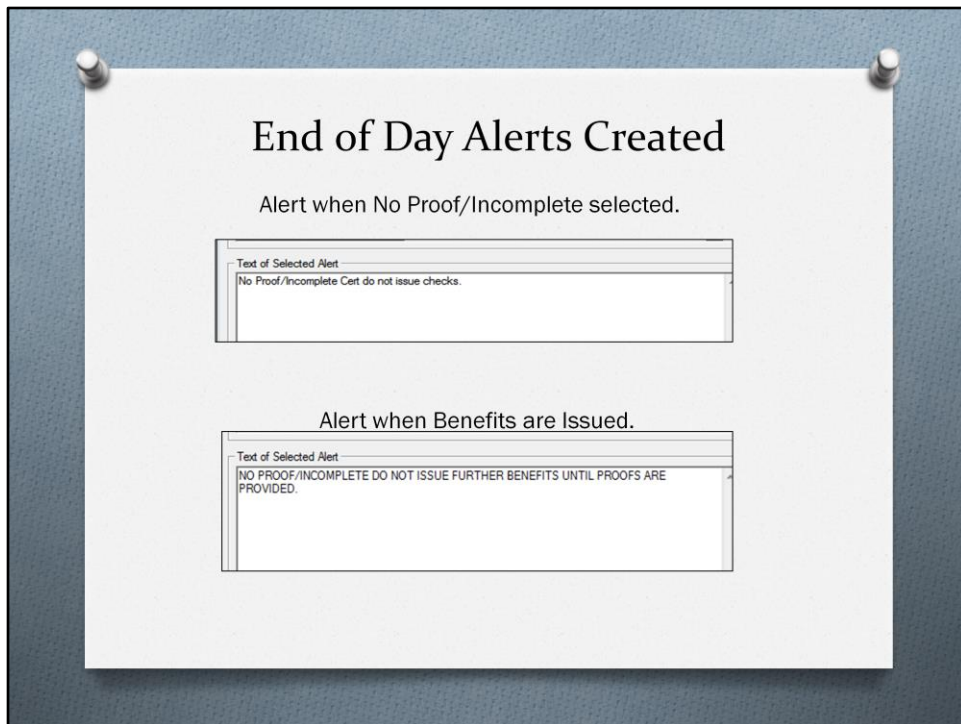 End of Day Alerts Created
Alert when No Proof/Incomplete selected.
Text of Selected Alert
No Proof/Incomplete Cert do not issue checks.
Alert when Benefits are Issued.
Text of Selected Alert
NO PROOF/INCOMPLETE DO NOT ISSUE FURTHER BENEFITS UNTIL PROOFS ARE
PROVIDED.